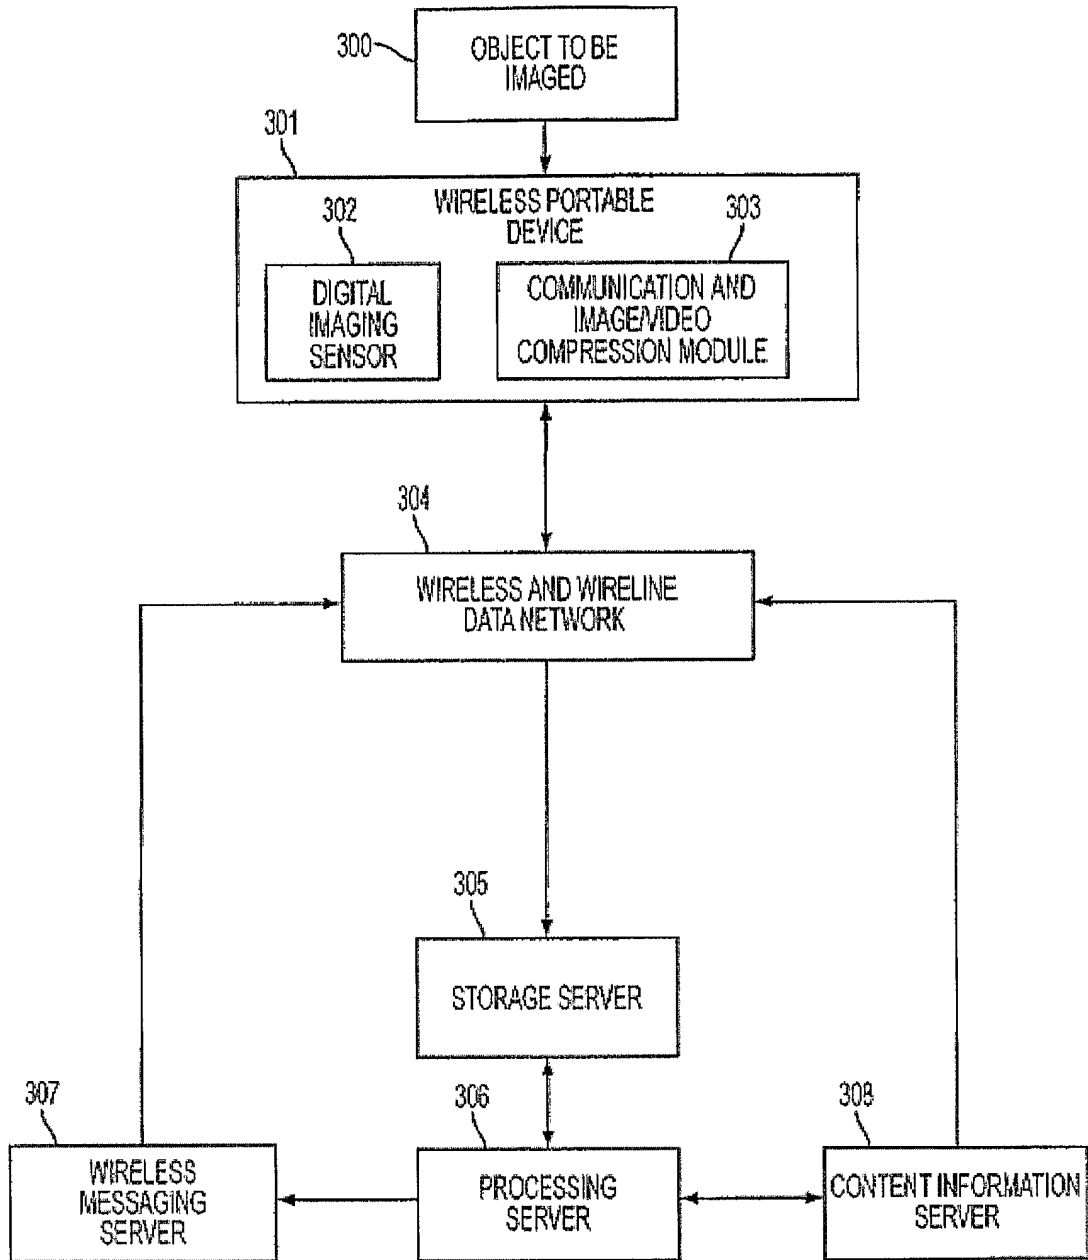 300
OBJECT TO BE
IMAGED
301
WIRELESS PORTABLE
DEVICE
302
303
DIGITAL
IMAGING
SENSOR
COMMUNICATION AND
IMAGE/VIDEO
COMPRESSION MODULE
304
WIRELESS AND WIRELINE
DATA NETWORK
305
STORAGE SERVER
307
306
308
WIRELESS
MESSAGING
SERVER
PROCESSING
SERVER
CONTENT INFORMATION
SERVER